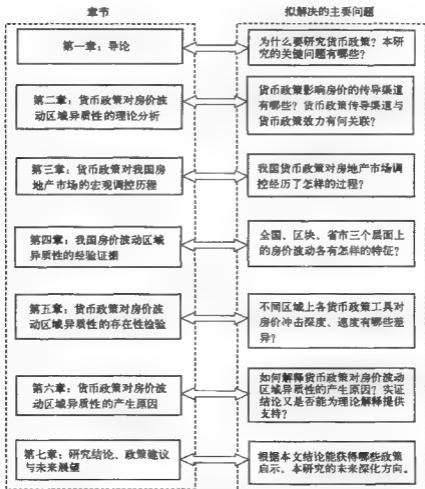 章节
拟解决的主要问题
第一章：导论
为什么要研究货币政策？本研
究的关键问题有哪些？
第二章：货币政策对房价波
动区域异质性的理论分析
货币政策影响房价的传导渠道
有哪些？货币政策传导渠道与
货币政策效力有何关联？
第三章：货币政策对我国房
地产市场的宏观调控历程
我国货币政策对房地产市场调
控经历了怎样的过程？
第四章：我国房价波动区域
异质性的经验证据
全国、区块、省市三个层面上
的房价波动各有怎样的特征？
第五章：货币政策对房价波
动区域异质性的存在性检验
不同区域上各货币政策工具对
房价冲击深度、速度有哪些差
异？
第六章：货币政策对房价波
动区域异质性的产生原因
如何解释货币政策对房价波动
区域异质性的产生原因？实证
结论又是否能为理论解释提供
支持？
第七章：研究结论、政策建议
与未来展望
根据本文结论能获得哪些政策
启示、本研究的未来深化方向。